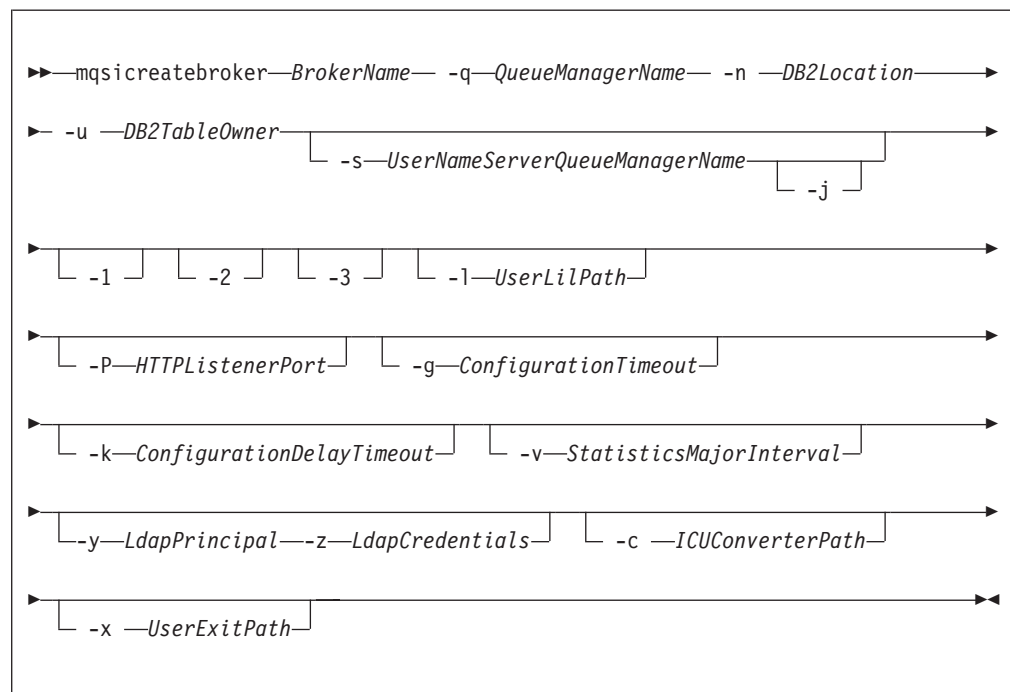 mqsicreatebroker BrokerName -q QueueManagerName -n DB2Location
-u DB2TableOwner
-s UserNameServerQueueManagerName
-j
-1 -2 -3 -l UserLilPath
-P HTTPListenerPort -g ConfigurationTimeout
-k ConfigurationDelayTimeout -v StatisticsMajorInterval
-y LdapPrincipal -z LdapCredentials -c ICUConverterPath
-x UserExitPath